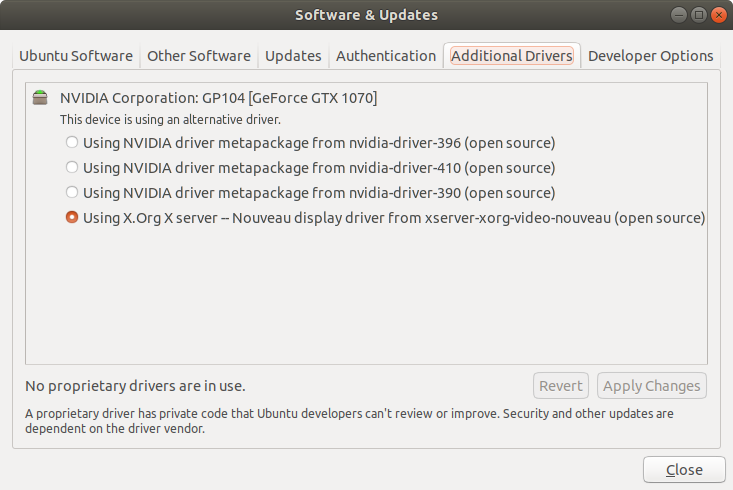 Software & Updates
Ubuntu Software Other Software Updates Authentication Additional Drivers Developer Options
NVIDIA Corporation: GP104 [GeForce GTX 1070]
This device is using an alternative driver.
Using NVIDIA driver metapackage from nvidia-driver-396 (open source)
Using NVIDIA driver metapackage from nvidia-driver-410 (open source)
Using NVIDIA driver metapackage from nvidia-driver-390 (open source)
Using X.Org X server -- Nouveau display driver from xserver-xorg-video-nouveau (open source)
No proprietary drivers are in use. Revert Apply Changes
A proprietary driver has private code that Ubuntu developers can't review or improve. Security and other updates are
dependent on the driver vendor.
Close